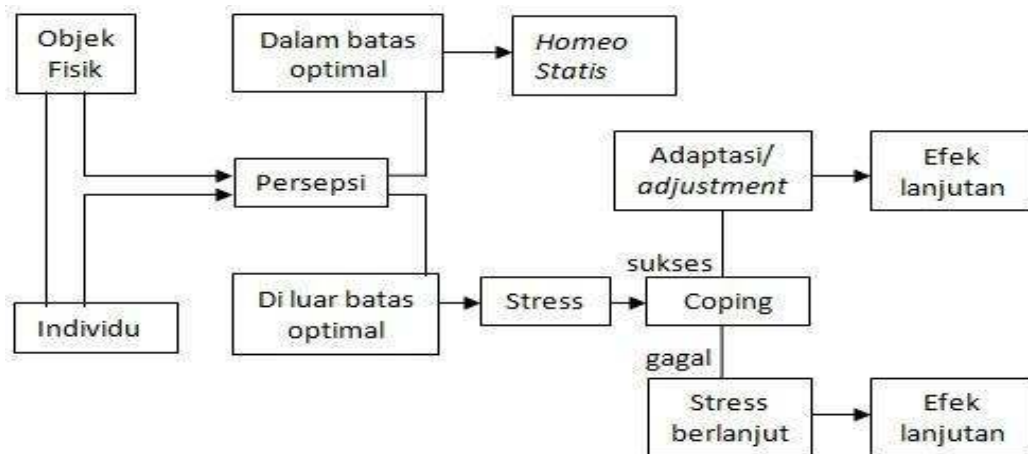 Objek
Fisik
Dalam batas
optimal
Homeo
Statis
Persepsi
Adaptasi/
adjustment
Efek
lanjutan
Individu
Di luar batas
optimal
Stress
sukses
Coping
gagal
Stress
berlanjut
Efek
lanjutan